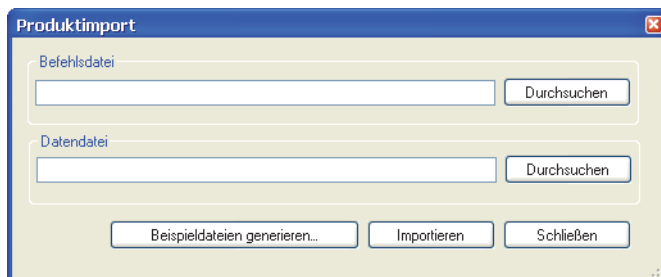 Produktimport
Befehlsdatei
Durchsuchen
Datendatei
Durchsuchen
Beispieldateien generieren... Importieren Schließen